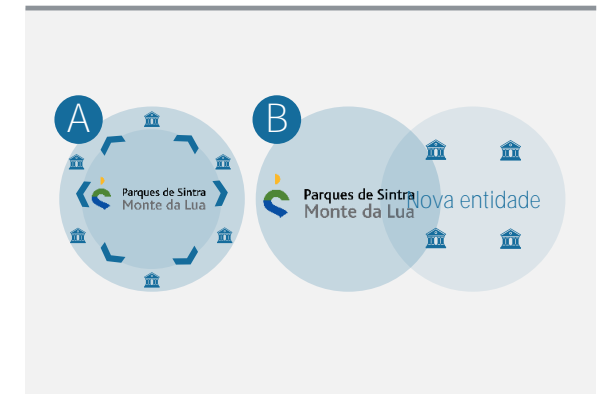 A
Parques de Sintra
Monte da Lua
B
Parques de Sintra
Monte da Lua
Nova entidade